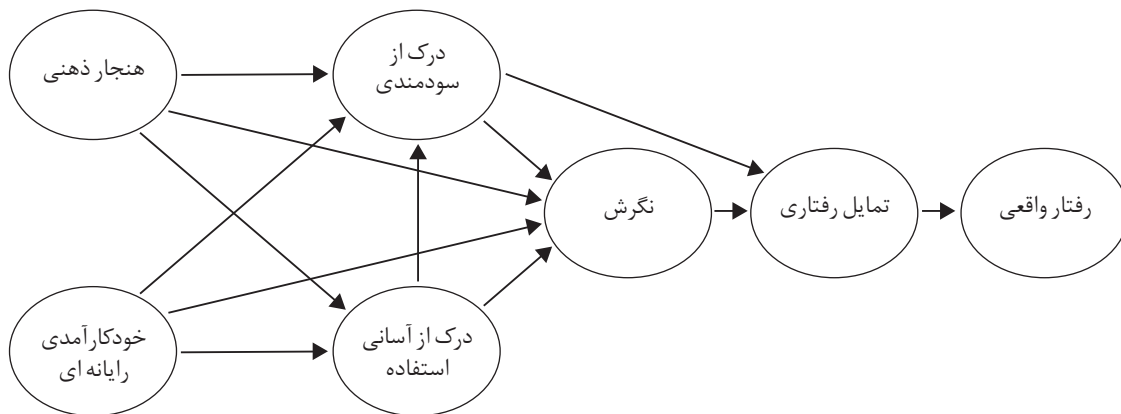 هنجار ذهنی
درک از
سودمندی
نگرش
تمایل رفتاری
رفتار واقعی
خودکارآمدی
رایانه ای
درک از آسانی
استفاده